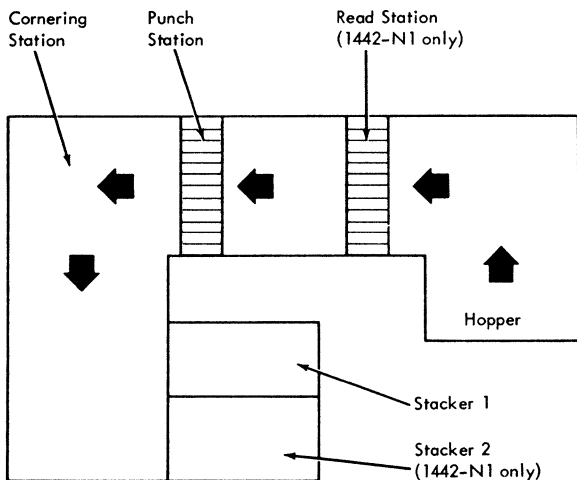 Cornering
Station
Punch
Station
Read Station
(1442-N1 only)
Hopper
Stacker 1
Stacker 2
(1442-N1 only)